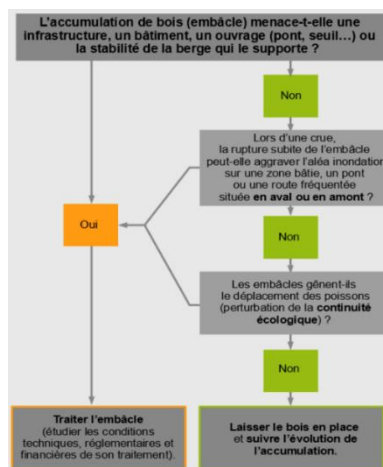 L'accumulation de bois (embâcle) menace-t-elle une
infrastructure, un bâtiment, un ouvrage (pont, seuil...) ou
la stabilité de la berge qui le supporte ?
Non
Lors d'une crue,
la rupture subite de l'embâcle
peut-elle aggraver l'aléa inondation
sur une zone bâtie, un pont
ou une route fréquentée
située en aval ou en amont ?
Oui
Non
Les embâcles gênent-ils
le déplacement des poissons
(perturbation de la continuité
écologique) ?
Non
Traiter l'embâcle
(étudier les conditions
techniques, réglementaires et
financières de son traitement).
Laisser le bois en place
et suivre l'évolution de
l'accumulation.